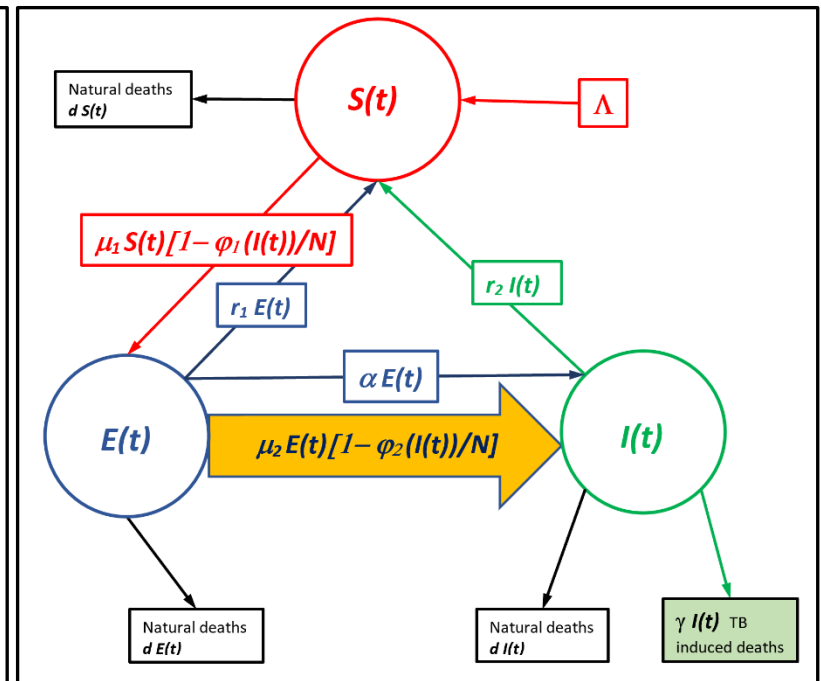 Natural deaths
d S(t)
S(t)
Λ
μ₁ S(t)[1− φ₁(I(t))/N]
r₁ E(t)
r₂ I(t)
α E(t)
E(t)
μ₂ E(t)[1− φ₂(I(t))/N]
I(t)
Natural deaths
d E(t)
Natural deaths
d I(t)
γ I(t) TB
induced deaths